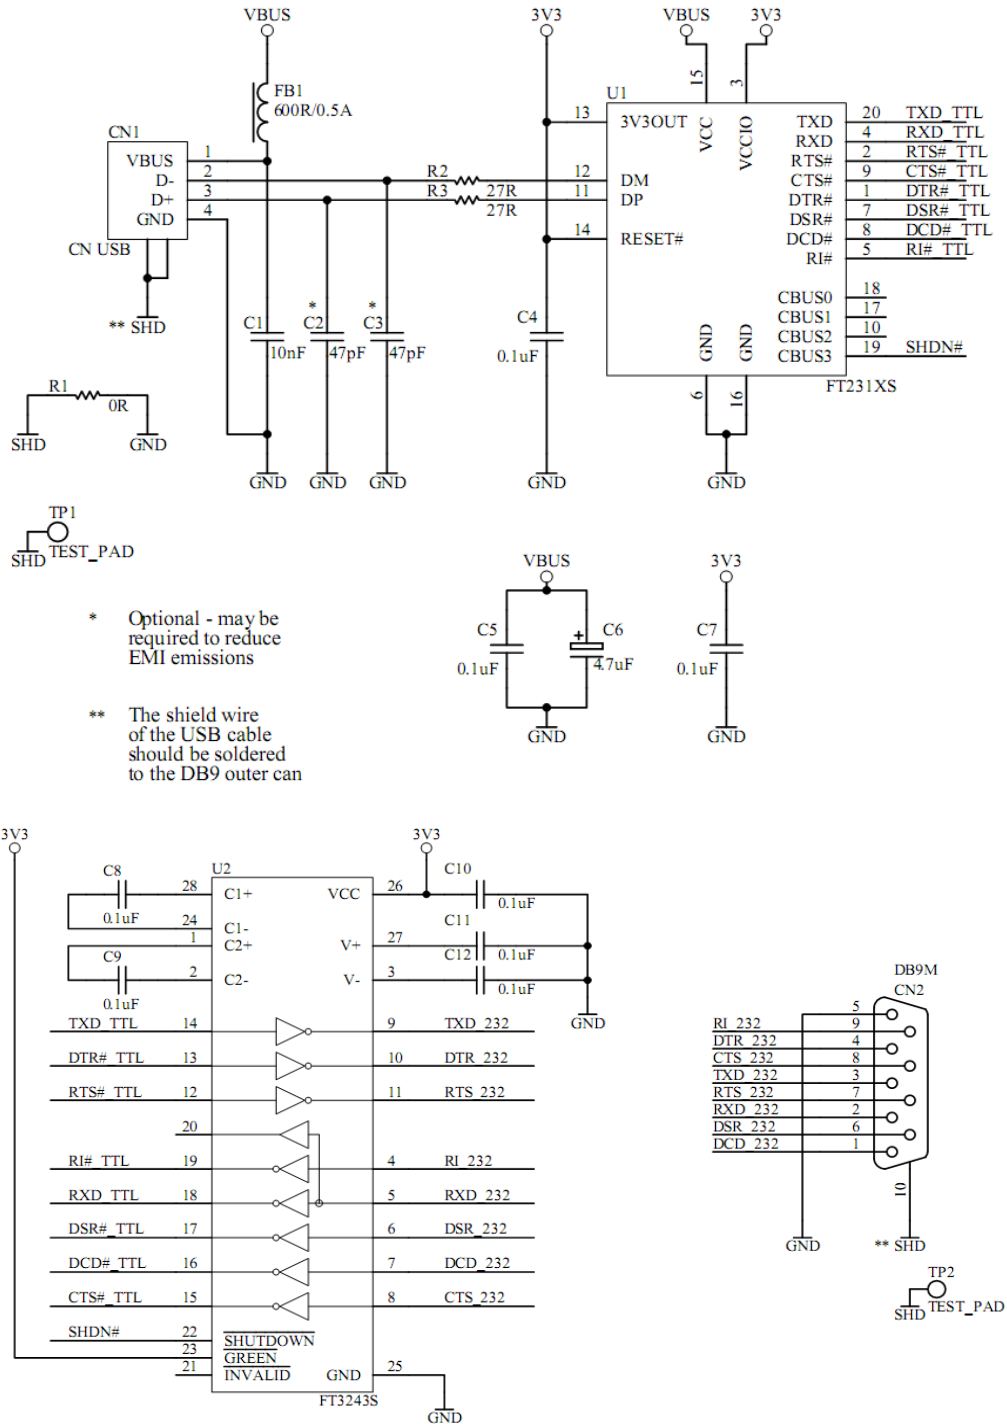 VBUS
3V3
VBUS
3V3
FB1
600R/0.5A
15
3
U1
CN1
VBUS 1
D- 2
D+ 3
GND 4
CN USB
** SHD
R2
27R
R3
27R
13 3V3OUT
12 DM
11 DP
14 RESET#
VCC
VCCIO
TXD 20 TXD_TTL
RXD 4 RXD_TTL
RTS# 2 RTS#_TTL
CTS# 9 CTS#_TTL
DTR# 1 DTR#_TTL
DSR# 7 DSR#_TTL
DCD# 8 DCD#_TTL
RI# 5 RI#_TTL
CBUS0 18
CBUS1 17
CBUS2 10
CBUS3 19 SHDN#
GND
GND
6
16
FT231XS
C1
10nF
*
C2
47pF
*
C3
47pF
C4
0.1uF
R1
0R
SHD
GND
GND
GND
GND
GND
GND
TP1
SHD TEST_PAD
* Optional - may be
required to reduce
EMI emissions
** The shield wire
of the USB cable
should be soldered
to the DB9 outer can
VBUS
C5
0.1uF
+
C6
4.7uF
GND
3V3
C7
0.1uF
GND
3V3
3V3
U2
C8
0.1uF
C9
0.1uF
28 C1+
24 C1-
1 C2+
2 C2-
VCC 26
V+ 27
V- 3
C10
0.1uF
C11
0.1uF
C12
0.1uF
GND
TXD_TTL 14 9 TXD_232
DTR#_TTL 13 10 DTR_232
RTS#_TTL 12 11 RTS_232
20
RI#_TTL 19 4 RI_232
RXD_TTL 18 5 RXD_232
DSR#_TTL 17 6 DSR_232
DCD#_TTL 16 7 DCD_232
CTS#_TTL 15 8 CTS_232
SHDN# 22 SHUTDOWN
23 GREEN
21 INVALID
GND 25
FT3243S
GND
DB9M
CN2
5
RI_232 9
DTR_232 4
CTS_232 8
TXD_232 3
RTS_232 7
RXD_232 2
DSR_232 6
DCD_232 1
10
GND
** SHD
TP2
SHD TEST_PAD